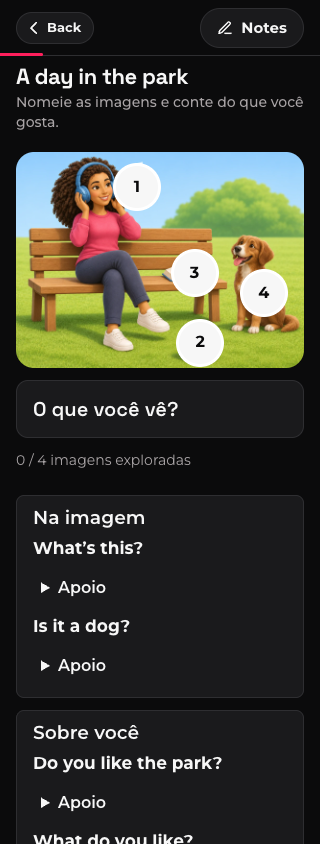 Back
Notes
A day in the park
Nomeie as imagens e conte do que você
gosta.
1
3
4
2
O que você vê?
0 / 4 imagens exploradas
Na imagem
What's this?
Apoio
Is it a dog?
Apoio
Sobre você
Do you like the park?
Apoio
What do you like?